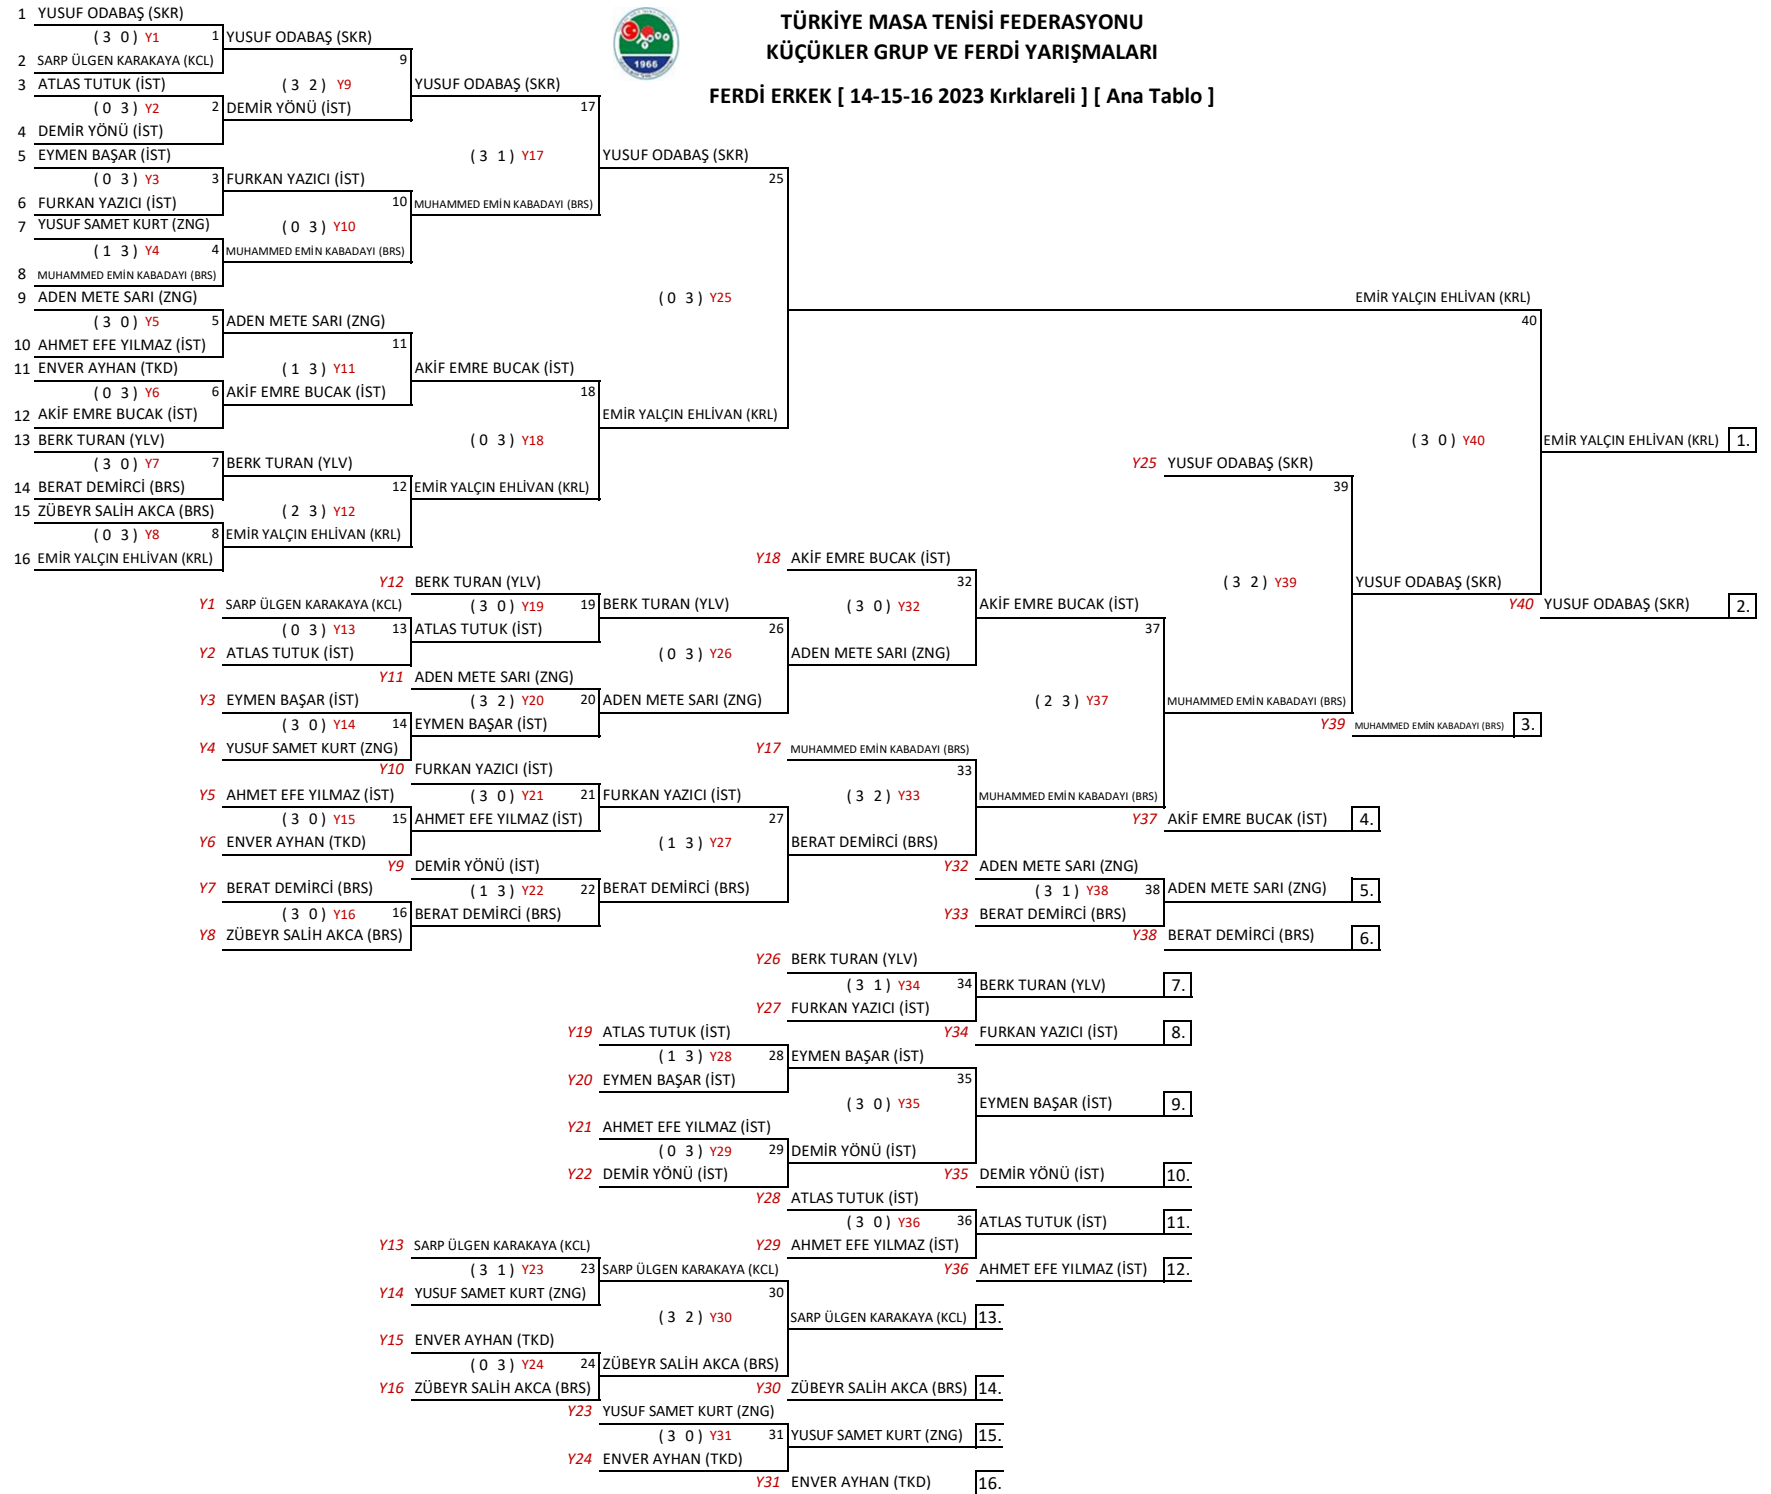 TÜRKİYE MASA TENİSİ FEDERASYONU
KÜÇÜKLER GRUP VE FERDİ YARIŞMALARI
FERDİ ERKEK [ 14-15-16 2023 Kırklareli ] [ Ana Tablo ]
1966
1 YUSUF ODABAŞ (SKR)
( 3 0 ) Y1 1 YUSUF ODABAŞ (SKR)
2 SARP ÜLGEN KARAKAYA (KCL) 9
3 ATLAS TUTUK (İST) ( 3 2 ) Y9 YUSUF ODABAŞ (SKR)
( 0 3 ) Y2 2 DEMİR YÖNÜ (İST) 17
4 DEMİR YÖNÜ (İST)
5 EYMEN BAŞAR (İST) ( 3 1 ) Y17 YUSUF ODABAŞ (SKR)
( 0 3 ) Y3 3 FURKAN YAZICI (İST) 25
6 FURKAN YAZICI (İST) 10 MUHAMMED EMİN KABADAYI (BRS)
7 YUSUF SAMET KURT (ZNG) ( 0 3 ) Y10
( 1 3 ) Y4 4 MUHAMMED EMİN KABADAYI (BRS)
8 MUHAMMED EMİN KABADAYI (BRS)
9 ADEN METE SARI (ZNG) ( 0 3 ) Y25 EMİR YALÇIN EHLİVAN (KRL)
( 3 0 ) Y5 5 ADEN METE SARI (ZNG) 40
10 AHMET EFE YILMAZ (İST) 11
11 ENVER AYHAN (TKD) ( 1 3 ) Y11 AKİF EMRE BUCAK (İST)
( 0 3 ) Y6 6 AKİF EMRE BUCAK (İST) 18
12 AKİF EMRE BUCAK (İST) EMİR YALÇIN EHLİVAN (KRL)
13 BERK TURAN (YLV) ( 0 3 ) Y18 ( 3 0 ) Y40 EMİR YALÇIN EHLİVAN (KRL) 1.
( 3 0 ) Y7 7 BERK TURAN (YLV) Y25 YUSUF ODABAŞ (SKR)
14 BERAT DEMİRCİ (BRS) 12 EMİR YALÇIN EHLİVAN (KRL) 39
15 ZÜBEYR SALİH AKCA (BRS) ( 2 3 ) Y12
( 0 3 ) Y8 8 EMİR YALÇIN EHLİVAN (KRL)
16 EMİR YALÇIN EHLİVAN (KRL) Y18 AKİF EMRE BUCAK (İST)
Y12 BERK TURAN (YLV) 32 ( 3 2 ) Y39 YUSUF ODABAŞ (SKR)
Y1 SARP ÜLGEN KARAKAYA (KCL) ( 3 0 ) Y19 19 BERK TURAN (YLV) ( 3 0 ) Y32 AKİF EMRE BUCAK (İST) Y40 YUSUF ODABAŞ (SKR) 2.
( 0 3 ) Y13 13 ATLAS TUTUK (İST) 26 37
Y2 ATLAS TUTUK (İST) ( 0 3 ) Y26 ADEN METE SARI (ZNG)
Y11 ADEN METE SARI (ZNG)
Y3 EYMEN BAŞAR (İST) ( 3 2 ) Y20 20 ADEN METE SARI (ZNG) ( 2 3 ) Y37 MUHAMMED EMİN KABADAYI (BRS)
( 3 0 ) Y14 14 EYMEN BAŞAR (İST) Y39 MUHAMMED EMİN KABADAYI (BRS) 3.
Y4 YUSUF SAMET KURT (ZNG) Y17 MUHAMMED EMİN KABADAYI (BRS)
Y10 FURKAN YAZICI (İST) 33
Y5 AHMET EFE YILMAZ (İST) ( 3 0 ) Y21 21 FURKAN YAZICI (İST) ( 3 2 ) Y33 MUHAMMED EMİN KABADAYI (BRS)
( 3 0 ) Y15 15 AHMET EFE YILMAZ (İST) 27 Y37 AKİF EMRE BUCAK (İST) 4.
Y6 ENVER AYHAN (TKD) ( 1 3 ) Y27 BERAT DEMİRCİ (BRS)
Y9 DEMİR YÖNÜ (İST) Y32 ADEN METE SARI (ZNG)
Y7 BERAT DEMİRCİ (BRS) ( 1 3 ) Y22 22 BERAT DEMİRCİ (BRS) ( 3 1 ) Y38 38 ADEN METE SARI (ZNG) 5.
( 3 0 ) Y16 16 BERAT DEMİRCİ (BRS) Y33 BERAT DEMİRCİ (BRS)
Y8 ZÜBEYR SALİH AKCA (BRS) Y38 BERAT DEMİRCİ (BRS) 6.
Y26 BERK TURAN (YLV)
( 3 1 ) Y34 34 BERK TURAN (YLV) 7.
Y27 FURKAN YAZICI (İST)
Y19 ATLAS TUTUK (İST) Y34 FURKAN YAZICI (İST) 8.
( 1 3 ) Y28 28 EYMEN BAŞAR (İST)
Y20 EYMEN BAŞAR (İST) 35
( 3 0 ) Y35 EYMEN BAŞAR (İST) 9.
Y21 AHMET EFE YILMAZ (İST)
( 0 3 ) Y29 29 DEMİR YÖNÜ (İST)
Y22 DEMİR YÖNÜ (İST) Y35 DEMİR YÖNÜ (İST) 10.
Y28 ATLAS TUTUK (İST)
( 3 0 ) Y36 36 ATLAS TUTUK (İST) 11.
Y13 SARP ÜLGEN KARAKAYA (KCL) Y29 AHMET EFE YILMAZ (İST)
( 3 1 ) Y23 23 SARP ÜLGEN KARAKAYA (KCL) Y36 AHMET EFE YILMAZ (İST) 12.
Y14 YUSUF SAMET KURT (ZNG) 30
( 3 2 ) Y30 SARP ÜLGEN KARAKAYA (KCL) 13.
Y15 ENVER AYHAN (TKD)
( 0 3 ) Y24 24 ZÜBEYR SALİH AKCA (BRS)
Y16 ZÜBEYR SALİH AKCA (BRS) Y30 ZÜBEYR SALİH AKCA (BRS) 14.
Y23 YUSUF SAMET KURT (ZNG)
( 3 0 ) Y31 31 YUSUF SAMET KURT (ZNG) 15.
Y24 ENVER AYHAN (TKD)
Y31 ENVER AYHAN (TKD) 16.